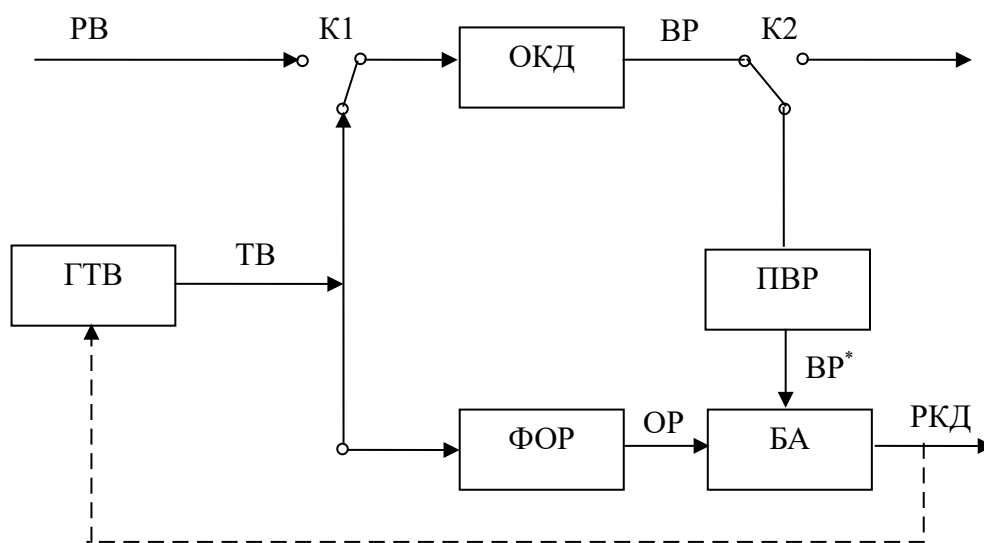 РВ К1 ВР К2
ОКД
ТВ
ГТВ
ПВР
ВР*
ОР РКД
ФОР БА